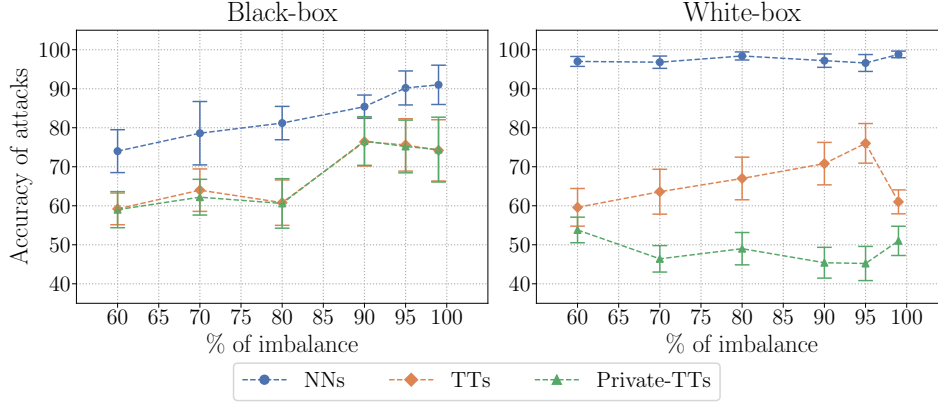 Black-box
White-box
Accuracy of attacks
100
90
80
70
60
50
40
60 65 70 75 80 85 90 95 100
% of imbalance
100
90
80
70
60
50
40
60 65 70 75 80 85 90 95 100
% of imbalance
NNs TTs Private-TTs